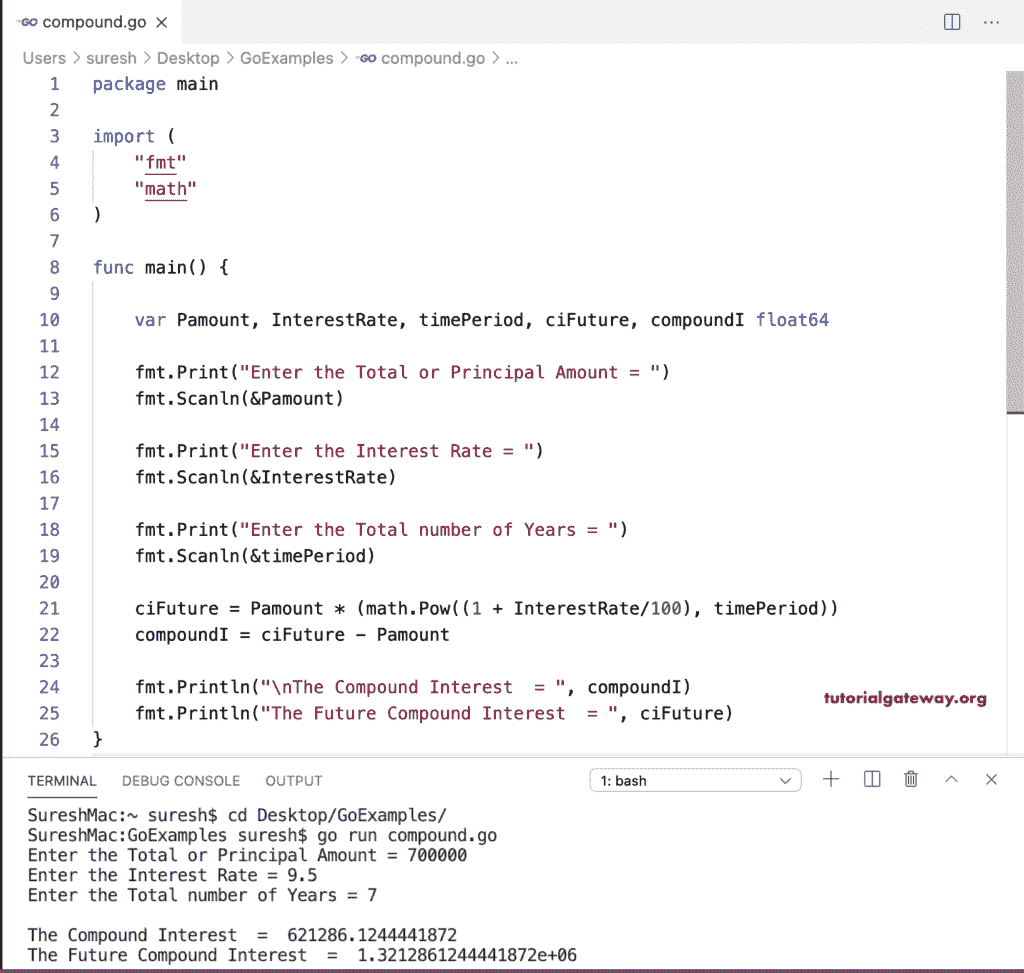 GO compound.go ×
Users > suresh > Desktop > GoExamples > GO compound.go > ...
1 package main
2
3 import (
4     "fmt"
5     "math"
6 )
7
8 func main() {
9
10     var Pamount, InterestRate, timePeriod, ciFuture, compoundI float64
11
12     fmt.Print("Enter the Total or Principal Amount = ")
13     fmt.Scanln(&Pamount)
14
15     fmt.Print("Enter the Interest Rate = ")
16     fmt.Scanln(&InterestRate)
17
18     fmt.Print("Enter the Total number of Years = ")
19     fmt.Scanln(&timePeriod)
20
21     ciFuture = Pamount * (math.Pow((1 + InterestRate/100), timePeriod))
22     compoundI = ciFuture - Pamount
23
24     fmt.Println("\nThe Compound Interest  = ", compoundI)
25     fmt.Println("The Future Compound Interest  = ", ciFuture)
26 }
tutorialgateway.org
TERMINAL DEBUG CONSOLE OUTPUT 1: bash
SureshMac:~ suresh$ cd Desktop/GoExamples/
SureshMac:GoExamples suresh$ go run compound.go
Enter the Total or Principal Amount = 700000
Enter the Interest Rate = 9.5
Enter the Total number of Years = 7

The Compound Interest  =  621286.1244441872
The Future Compound Interest  =  1.3212861244441872e+06